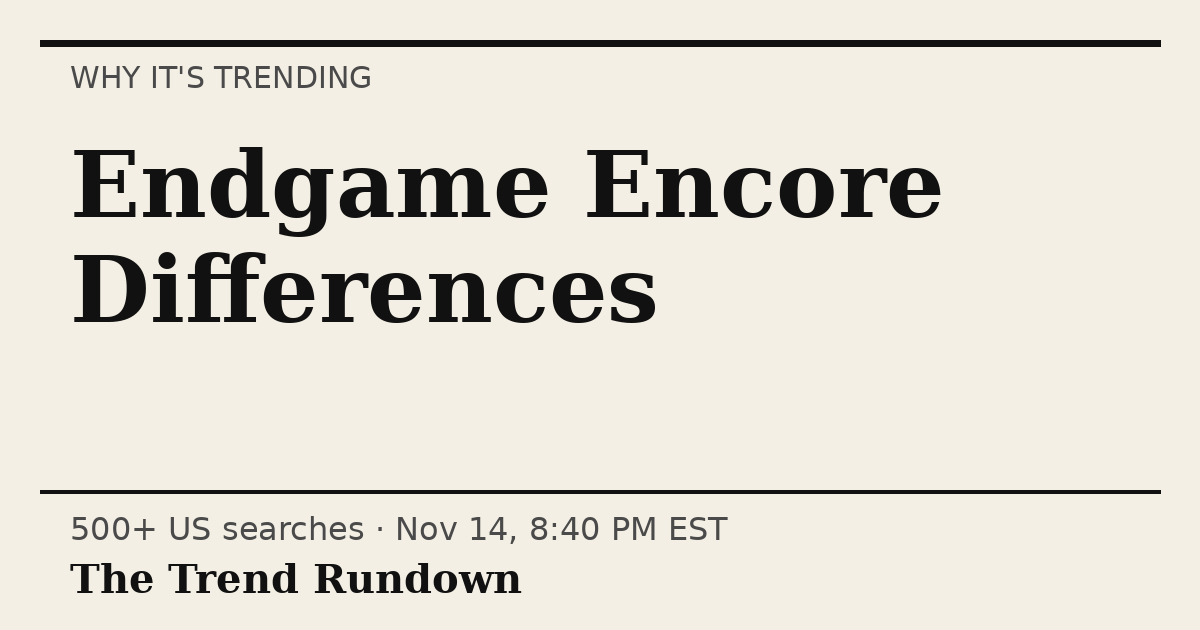 WHY IT'S TRENDING
Endgame Encore
Differences
500+ US searches · Nov 14, 8:40 PM EST
The Trend Rundown